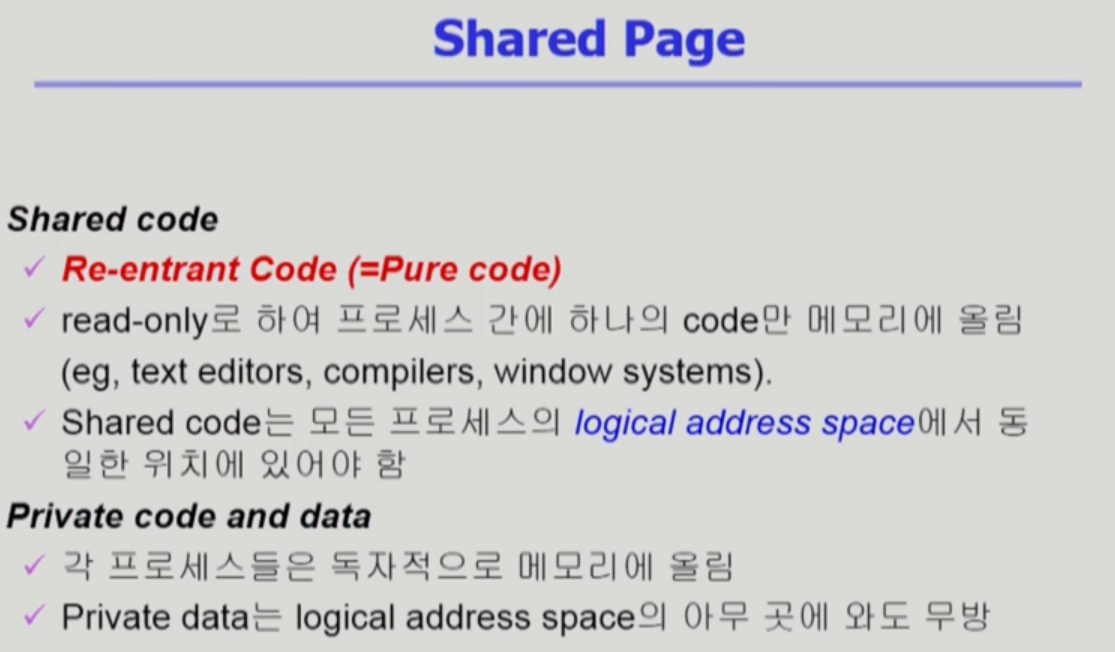 Shared Page
Shared code
✓ Re-entrant Code (=Pure code)
✓ read-only로 하여 프로세스 간에 하나의 code만 메모리에 올림
(eg, text editors, compilers, window systems).
✓ Shared code는 모든 프로세스의 logical address space에서 동
일한 위치에 있어야 함
Private code and data
✓ 각 프로세스들은 독자적으로 메모리에 올림
✓ Private data는 logical address space의 아무 곳에 와도 무방